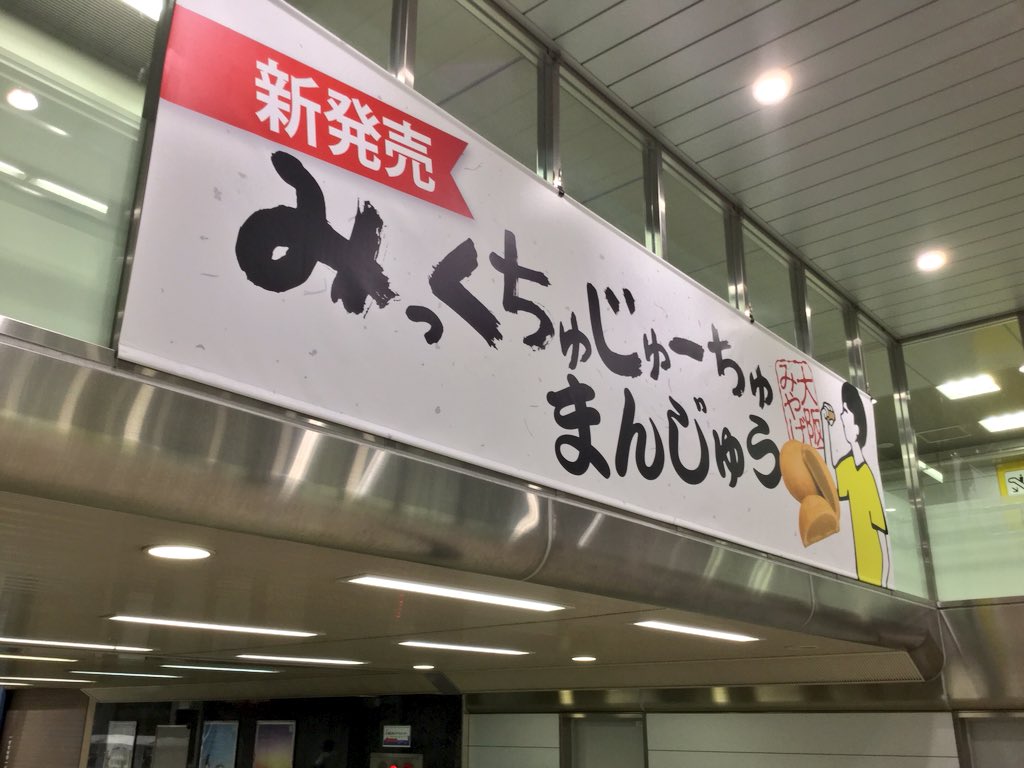 新発売
みっくちゅじゅーちゅ
まんじゅう
大阪
みやげ